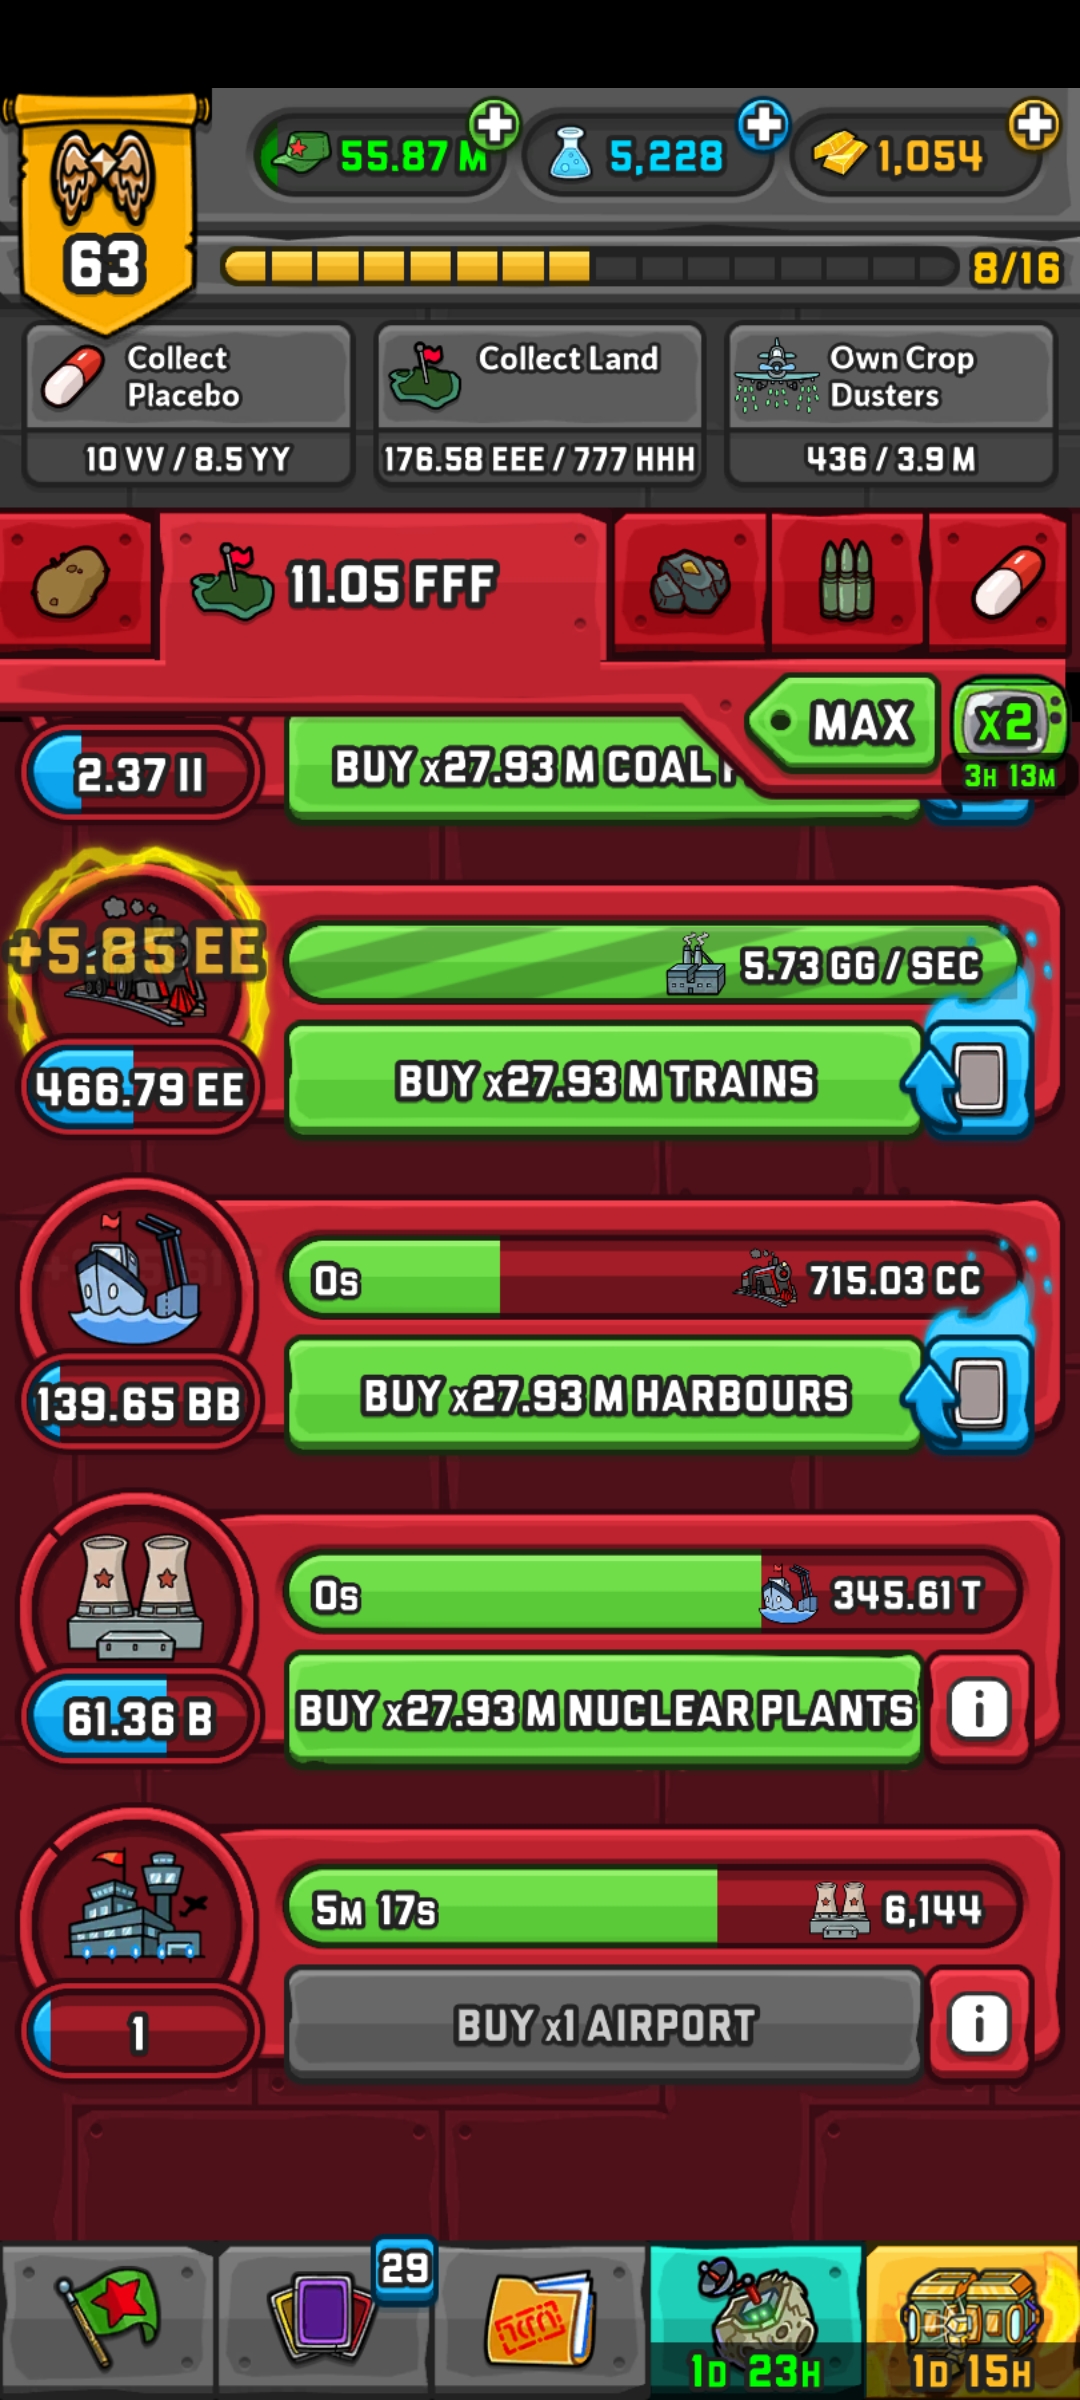 63
55.87 M
5,228
1,054
8/16
Collect
Placebo
10 VV / 8.5 YY
Collect Land
176.58 EEE / 777 HHH
Own Crop
Dusters
436 / 3.9 M
11.05 FFF
MAX
x2
3H 13M
2.37 II
BUY x27.93 M COAL
+5.85 EE
5.73 GG / SEC
466.79 EE
BUY x27.93 M TRAINS
0s
715.03 CC
139.65 BB
BUY x27.93 M HARBOURS
0s
345.61 T
61.36 B
BUY x27.93 M NUCLEAR PLANTS
i
5M 17s
6,144
1
BUY x1 AIRPORT
i
29
1D 23H
1D 15H